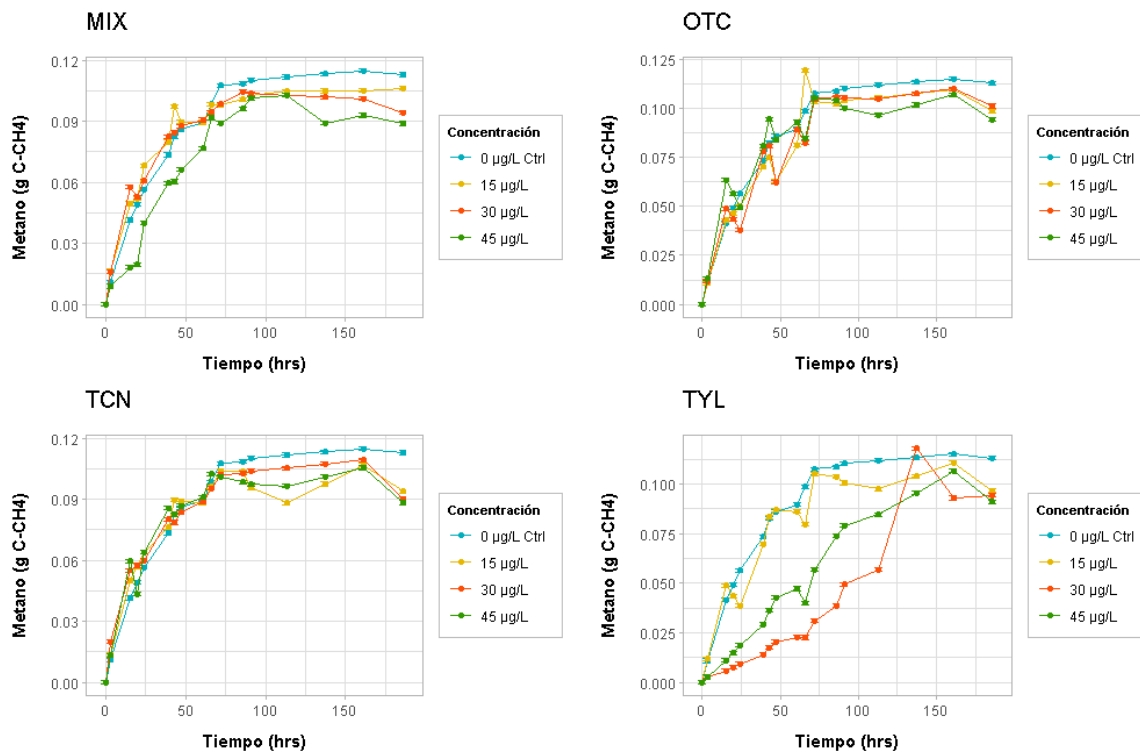 MIX
0.12
0.09
0.06
0.03
0.00
Metano (g C-CH4)
0
50
100
150
Tiempo (hrs)
Concentración
0 µg/L Ctrl
15 µg/L
30 µg/L
45 µg/L
OTC
0.125
0.100
0.075
0.050
0.025
0.000
Metano (g C-CH4)
0
50
100
150
Tiempo (hrs)
Concentración
0 µg/L Ctrl
15 µg/L
30 µg/L
45 µg/L
TCN
0.12
0.09
0.06
0.03
0.00
Metano (g C-CH4)
0
50
100
150
Tiempo (hrs)
Concentración
0 µg/L Ctrl
15 µg/L
30 µg/L
45 µg/L
TYL
0.100
0.075
0.050
0.025
0.000
Metano (g C-CH4)
0
50
100
150
Tiempo (hrs)
Concentración
0 µg/L Ctrl
15 µg/L
30 µg/L
45 µg/L